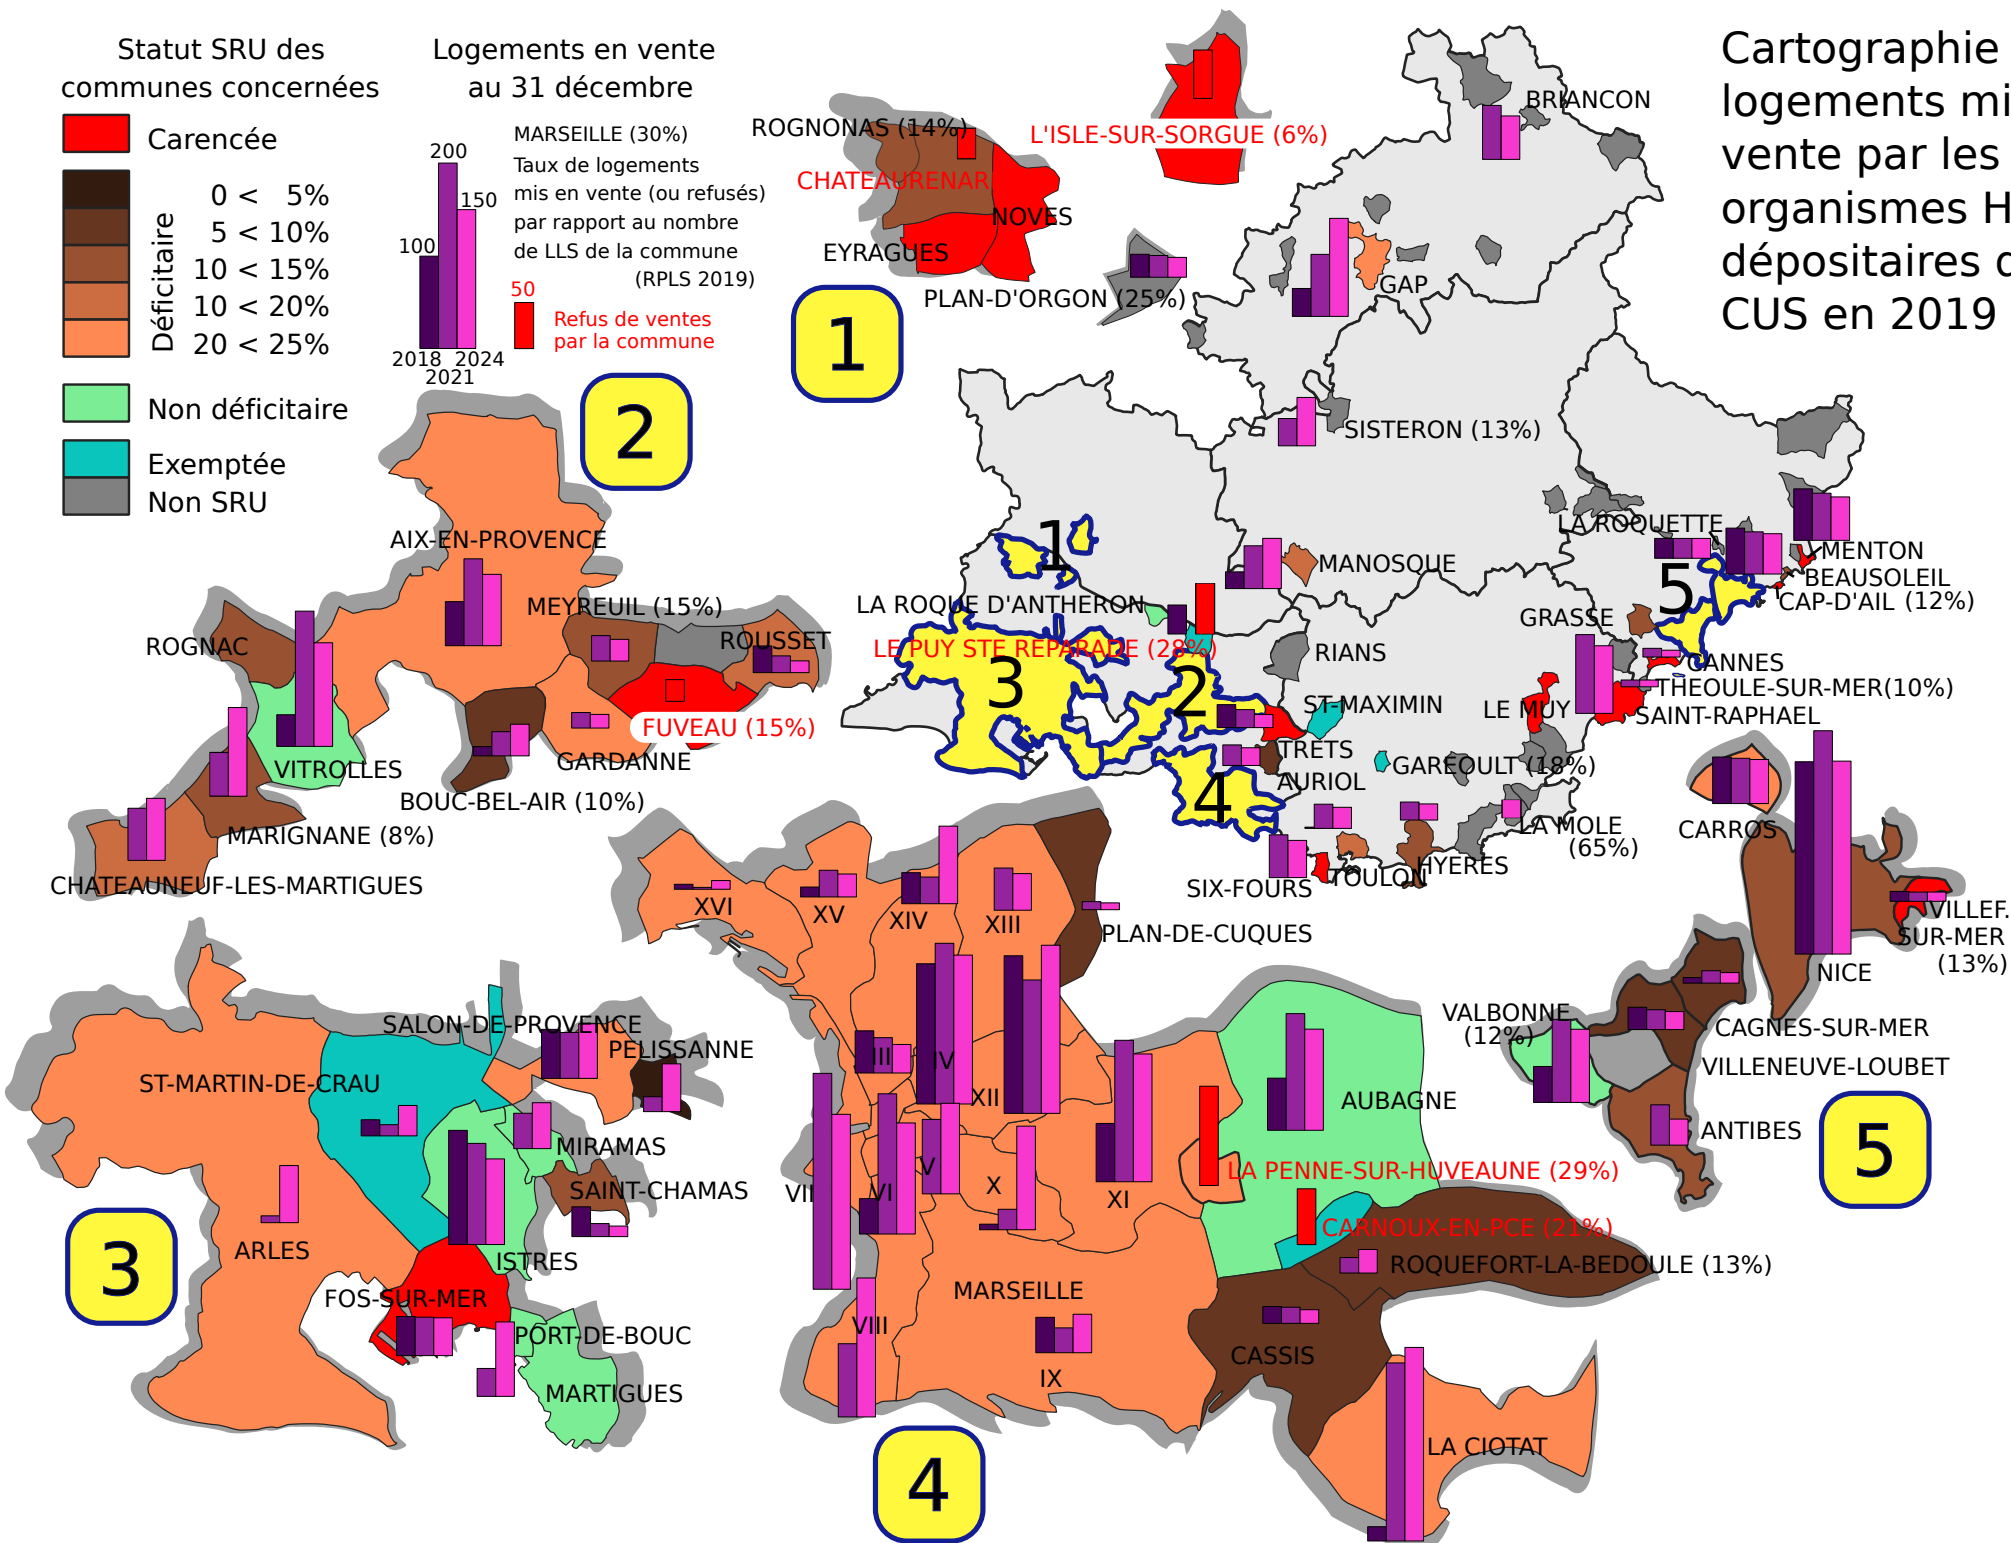 Statut SRU des
communes concernées
Carencée
Déficitaire
0 < 5%
5 < 10%
10 < 15%
10 < 20%
20 < 25%
Non déficitaire
Exemptée
Non SRU
Logements en vente
au 31 décembre
MARSEILLE (30%)
Taux de logements
mis en vente (ou refusés)
par rapport au nombre
de LLS de la commune
(RPLS 2019)
100
200
150
2018
2021
2024
50
Refus de ventes
par la commune
Cartographie
logements mi
vente par les
organismes H
dépositaires d
CUS en 2019
ROGNONAS (14%)
CHATEAURENAR
NOVES
EYRAGUES
L'ISLE-SUR-SORGUE (6%)
PLAN-D'ORGON (25%)
1
BRIANCON
GAP
SISTERON (13%)
MANOSQUE
LA ROQUE D'ANTHERON
LE PUY STE REPARADE (28%)
RIANS
ST-MAXIMIN
TRETS
AURIOL
GAREOULT (18%)
LA MOLE
(65%)
HYERES
TOULON
SIX-FOURS
LE MUY
SAINT-RAPHAEL
THEOULE-SUR-MER(10%)
CANNES
GRASSE
LA ROQUETTE
MENTON
BEAUSOLEIL
CAP-D'AIL (12%)
1
2
3
4
5
2
AIX-EN-PROVENCE
MEYREUIL (15%)
ROUSSET
ROGNAC
FUVEAU (15%)
GARDANNE
VITROLLES
BOUC-BEL-AIR (10%)
MARIGNANE (8%)
CHATEAUNEUF-LES-MARTIGUES
3
SALON-DE-PROVENCE
PELISSANNE
ST-MARTIN-DE-CRAU
MIRAMAS
SAINT-CHAMAS
ARLES
ISTRES
FOS-SUR-MER
PORT-DE-BOUC
MARTIGUES
4
XVI
XV
XIV
XIII
PLAN-DE-CUQUES
III
IV
XII
V
VI
VII
X
XI
VIII
IX
MARSEILLE
AUBAGNE
LA PENNE-SUR-HUVEAUNE (29%)
CARNOUX-EN-PCE (21%)
ROQUEFORT-LA-BEDOULE (13%)
CASSIS
LA CIOTAT
5
CARROS
NICE
VILLEF.
SUR-MER
(13%)
VALBONNE
(12%)
CAGNES-SUR-MER
VILLENEUVE-LOUBET
ANTIBES